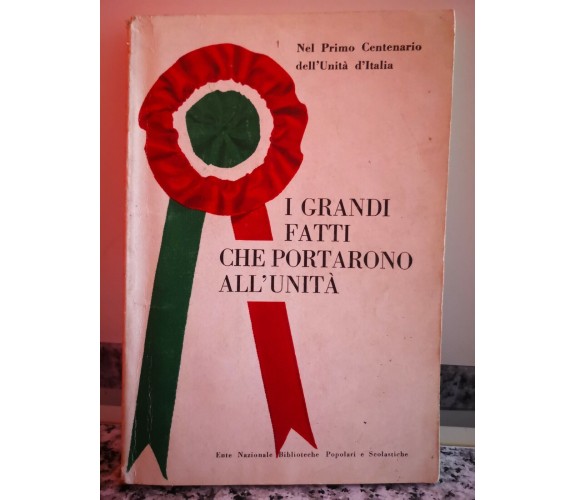 Nel Primo Centenario
dell'Unità d'Italia
I GRANDI
FATTI
CHE PORTARONO
ALL'UNITÀ
Ente Nazionale Biblioteche Popolari e Scolastiche